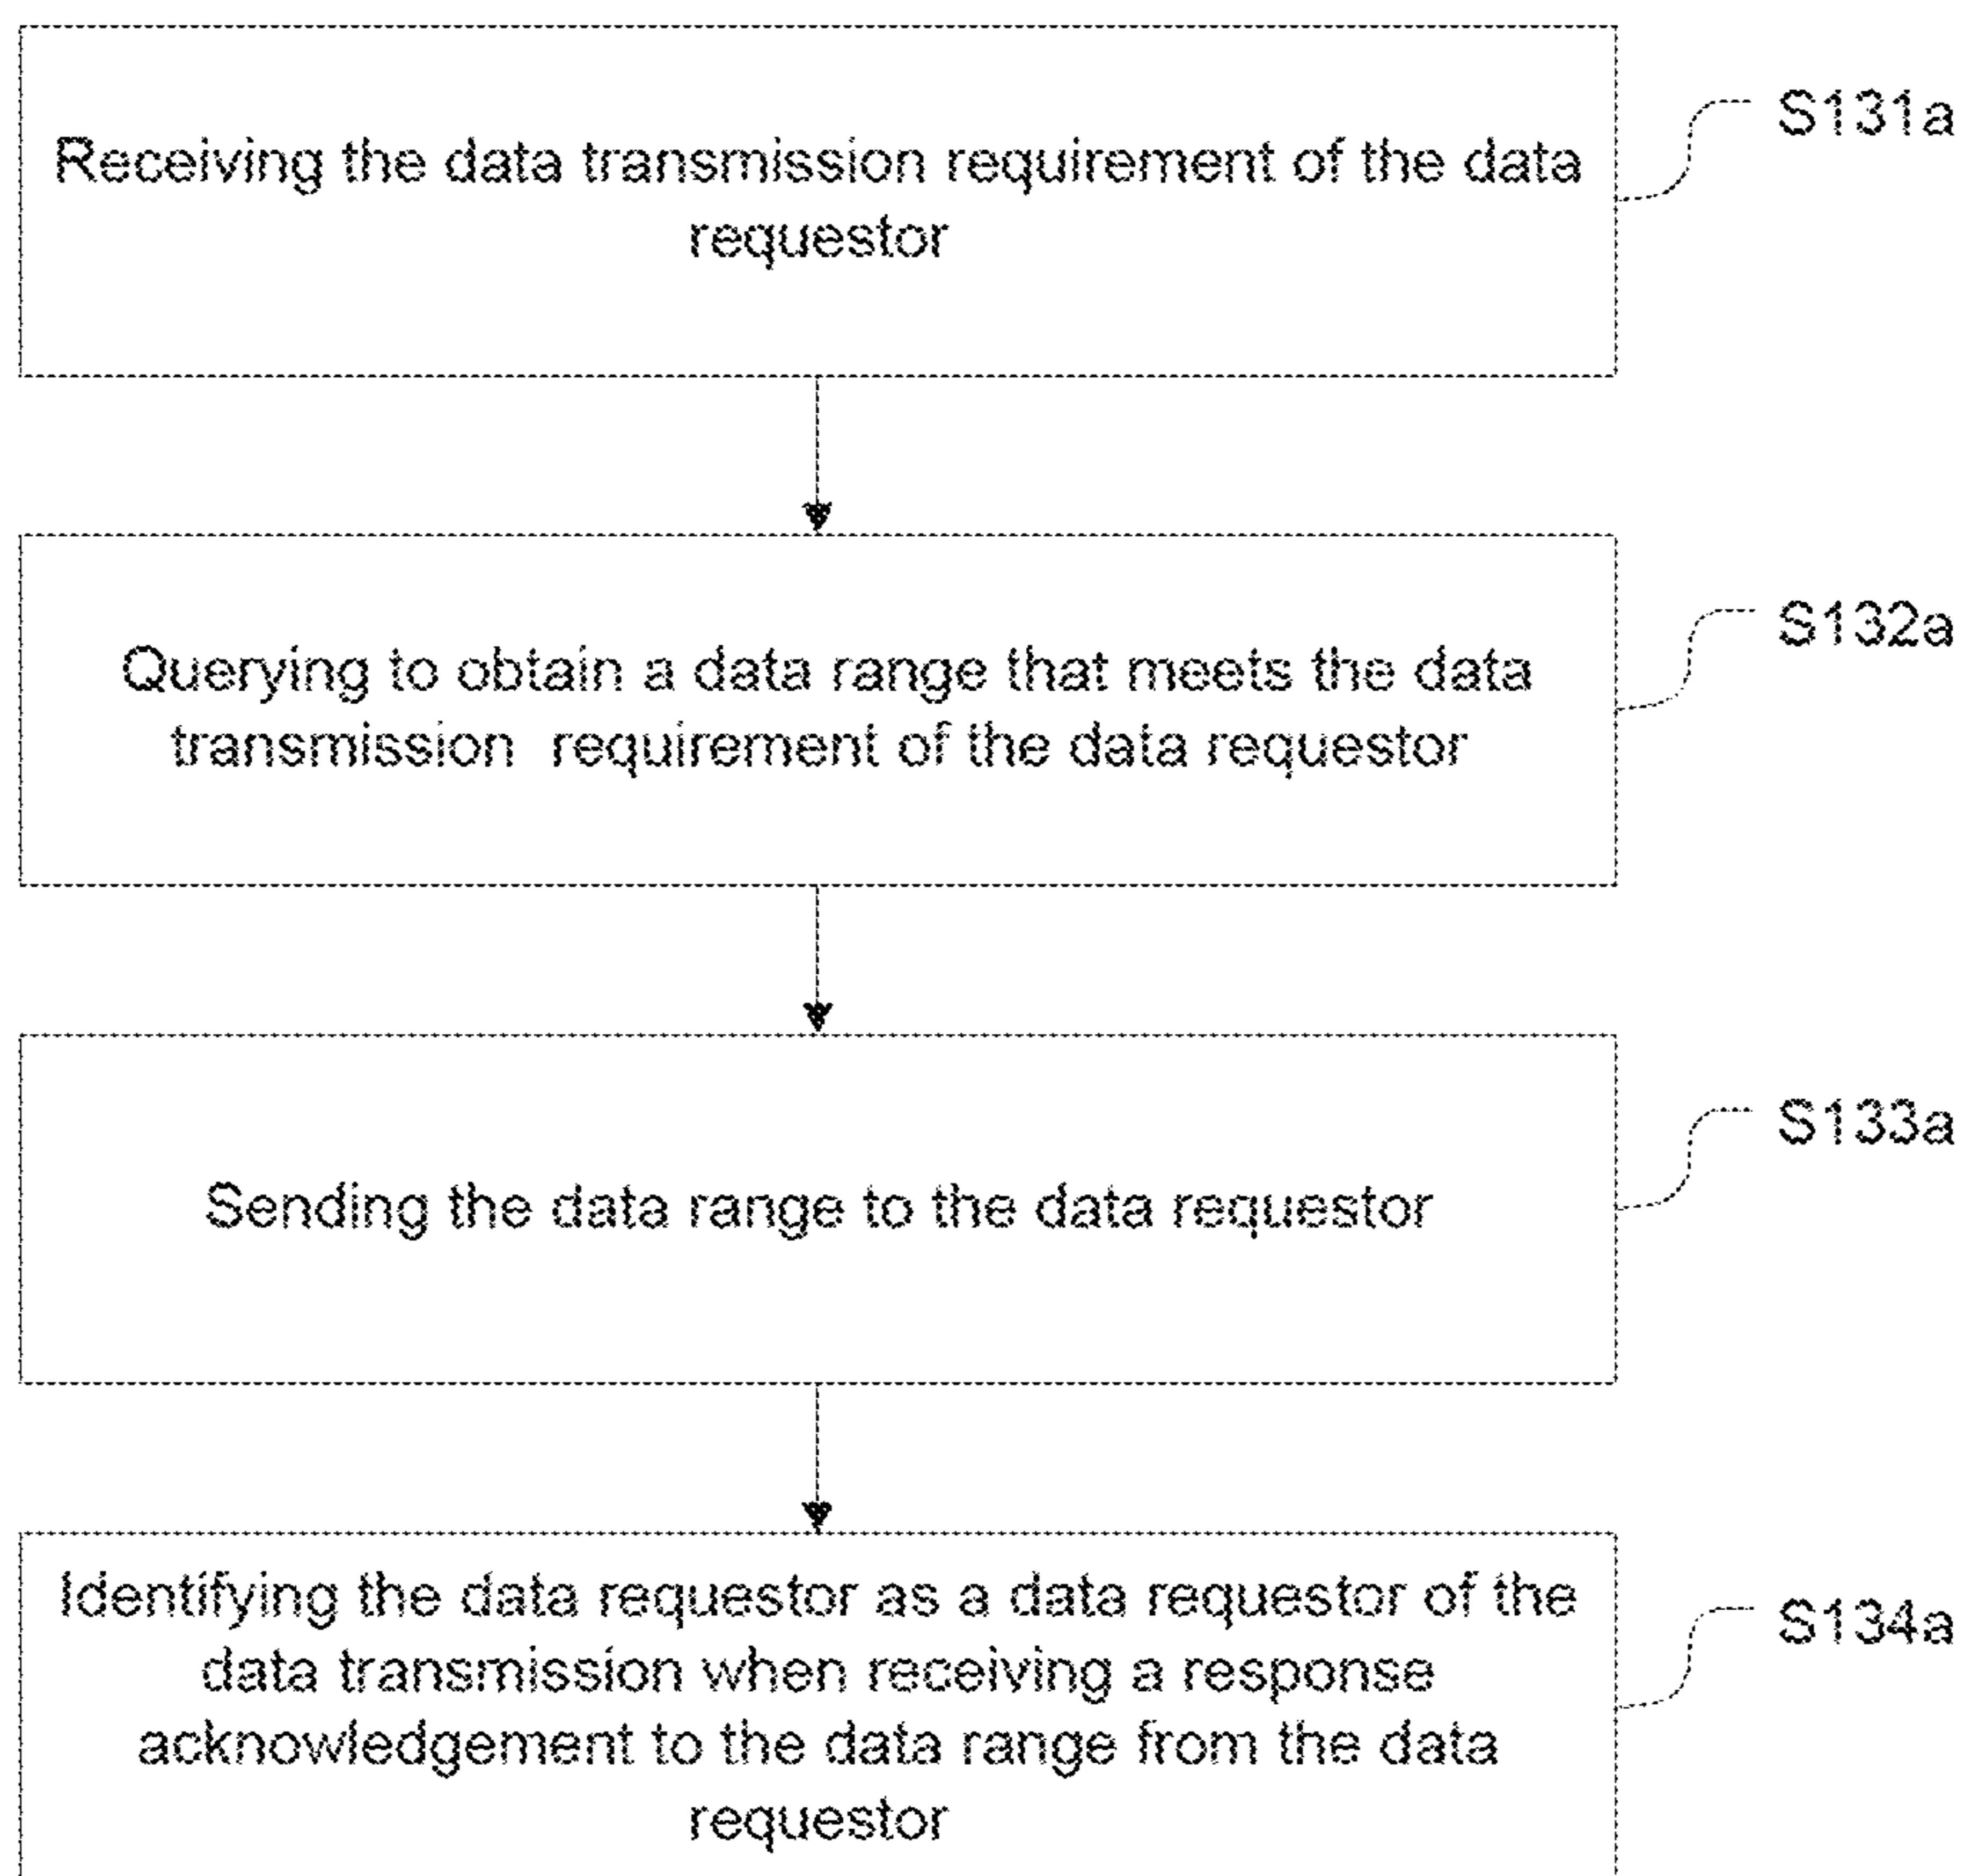 Receiving the data transmission requirement of the data
requestor
S131a
Querying to obtain a data range that meets the data
transmission requirement of the data requestor
S132a
Sending the data range to the data requestor
S133a
Identifying the data requestor as a data requestor of the
data transmission when receiving a response
acknowledgement to the data range from the data
requestor
S134a